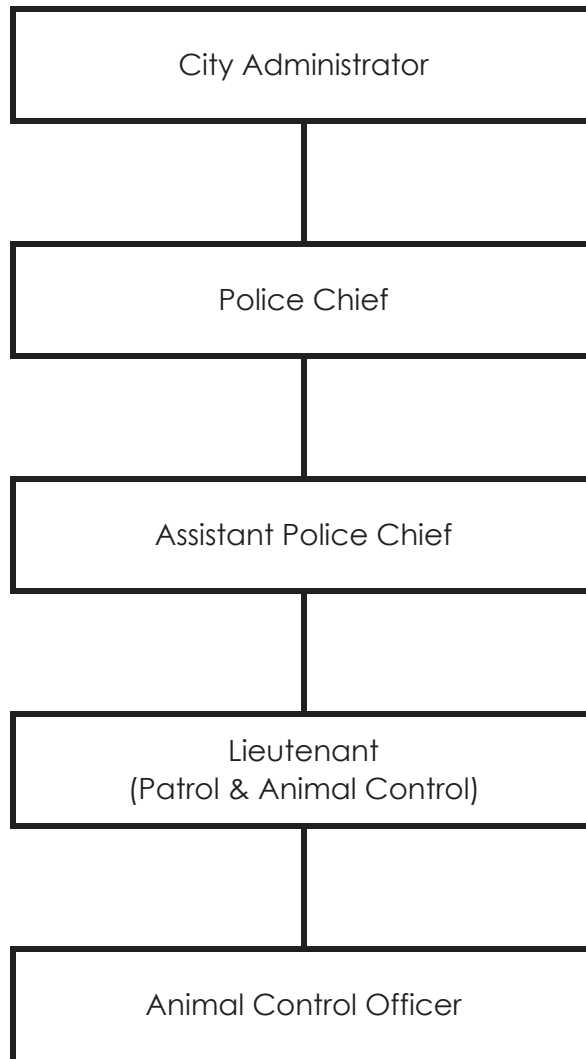 City Administrator
Police Chief
Assistant Police Chief
Lieutenant
(Patrol & Animal Control)
Animal Control Officer